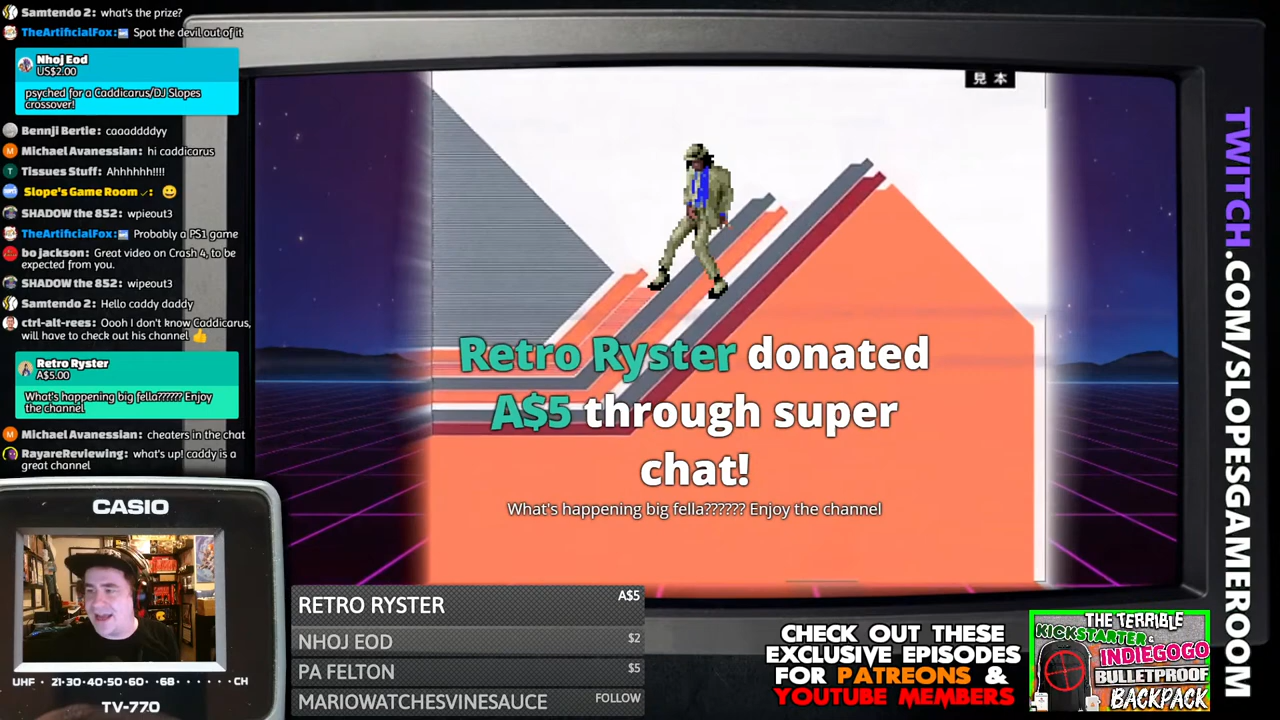 Samtendo 2: what's the prize?
TheArtificialFox: Spot the devil out of it
Nhoj Eod
US$2.00
psyched for a Caddicarus/DJ Slopes
crossover!
Bennji Bertie: caaaddddyy
Michael Avanessian: hi caddicarus
Tissues Stuff: Ahhhhhh!!!!
Slope's Game Room ✓: 😀
SHADOW the 852: wpieout3
TheArtificialFox: Probably a PS1 game
bo jackson: Great video on Crash 4, to be
expected from you.
SHADOW the 852: wipeout3
Samtendo 2: Hello caddy daddy
ctrl-alt-rees: Oooh I don't know Caddicarus,
will have to check out his channel 👍
Retro Ryster
A$5.00
What's happening big fella?????? Enjoy
the channel
Michael Avanessian: cheaters in the chat
RayareReviewing: what's up! caddy is a
great channel
見本
Retro Ryster donated
A$5 through super
chat!
What's happening big fella?????? Enjoy the channel
TWITCH.COM/SLOPESGAMEROOM
CASIO
UHF • 21•30•40•50•60 • •68 • • • • • • CH
TV-770
RETRO RYSTER A$5
NHOJ EOD $2
PA FELTON $5
MARIOWATCHESVINESAUCE FOLLOW
CHECK OUT THESE
EXCLUSIVE EPISODES
FOR PATREONS &
YOUTUBE MEMBERS
THE TERRIBLE
KICKSTARTER &
INDIEGOGO
BULLETPROOF
BACKPACK